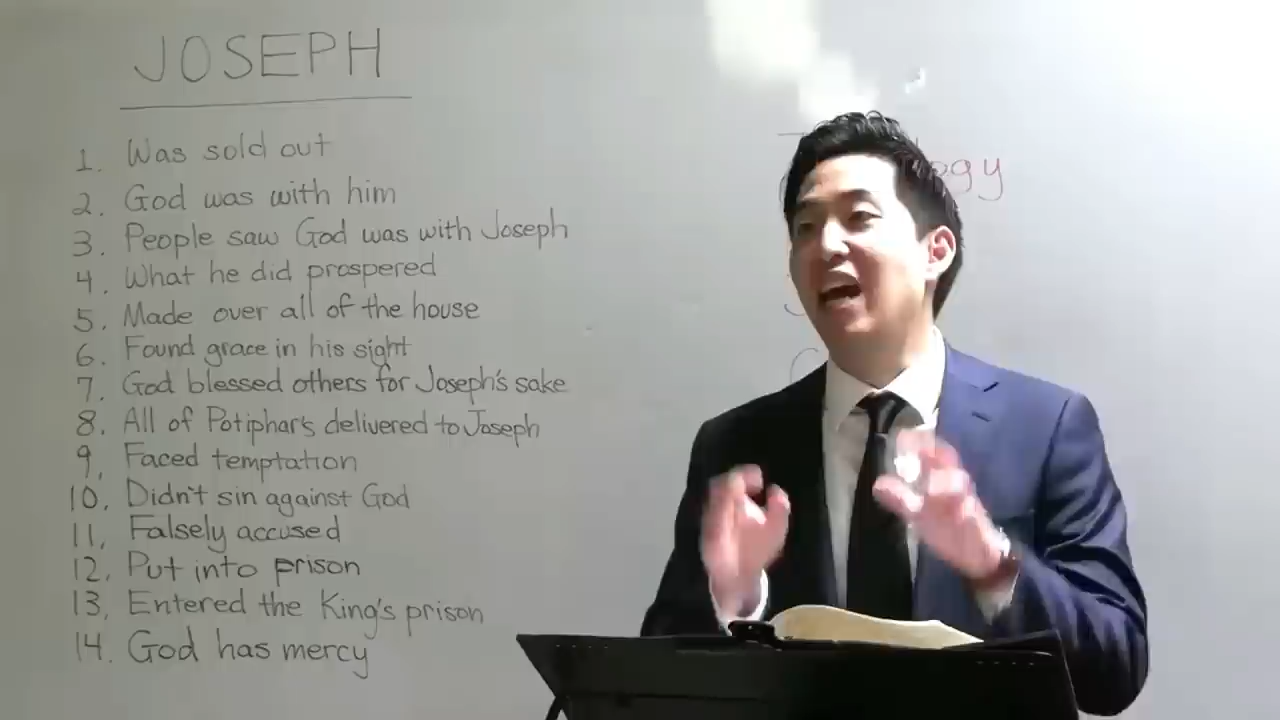 JOSEPH
1. Was sold out
2. God was with him
3. People saw God was with Joseph
4. What he did prospered
5. Made over all of the house
6. Found grace in his sight
7. God blessed others for Joseph's sake
8. All of Potiphar's delivered to Joseph
9. Faced temptation
10. Didn't sin against God
11. Falsely accused
12. Put into prison
13. Entered the King's prison
14. God has mercy